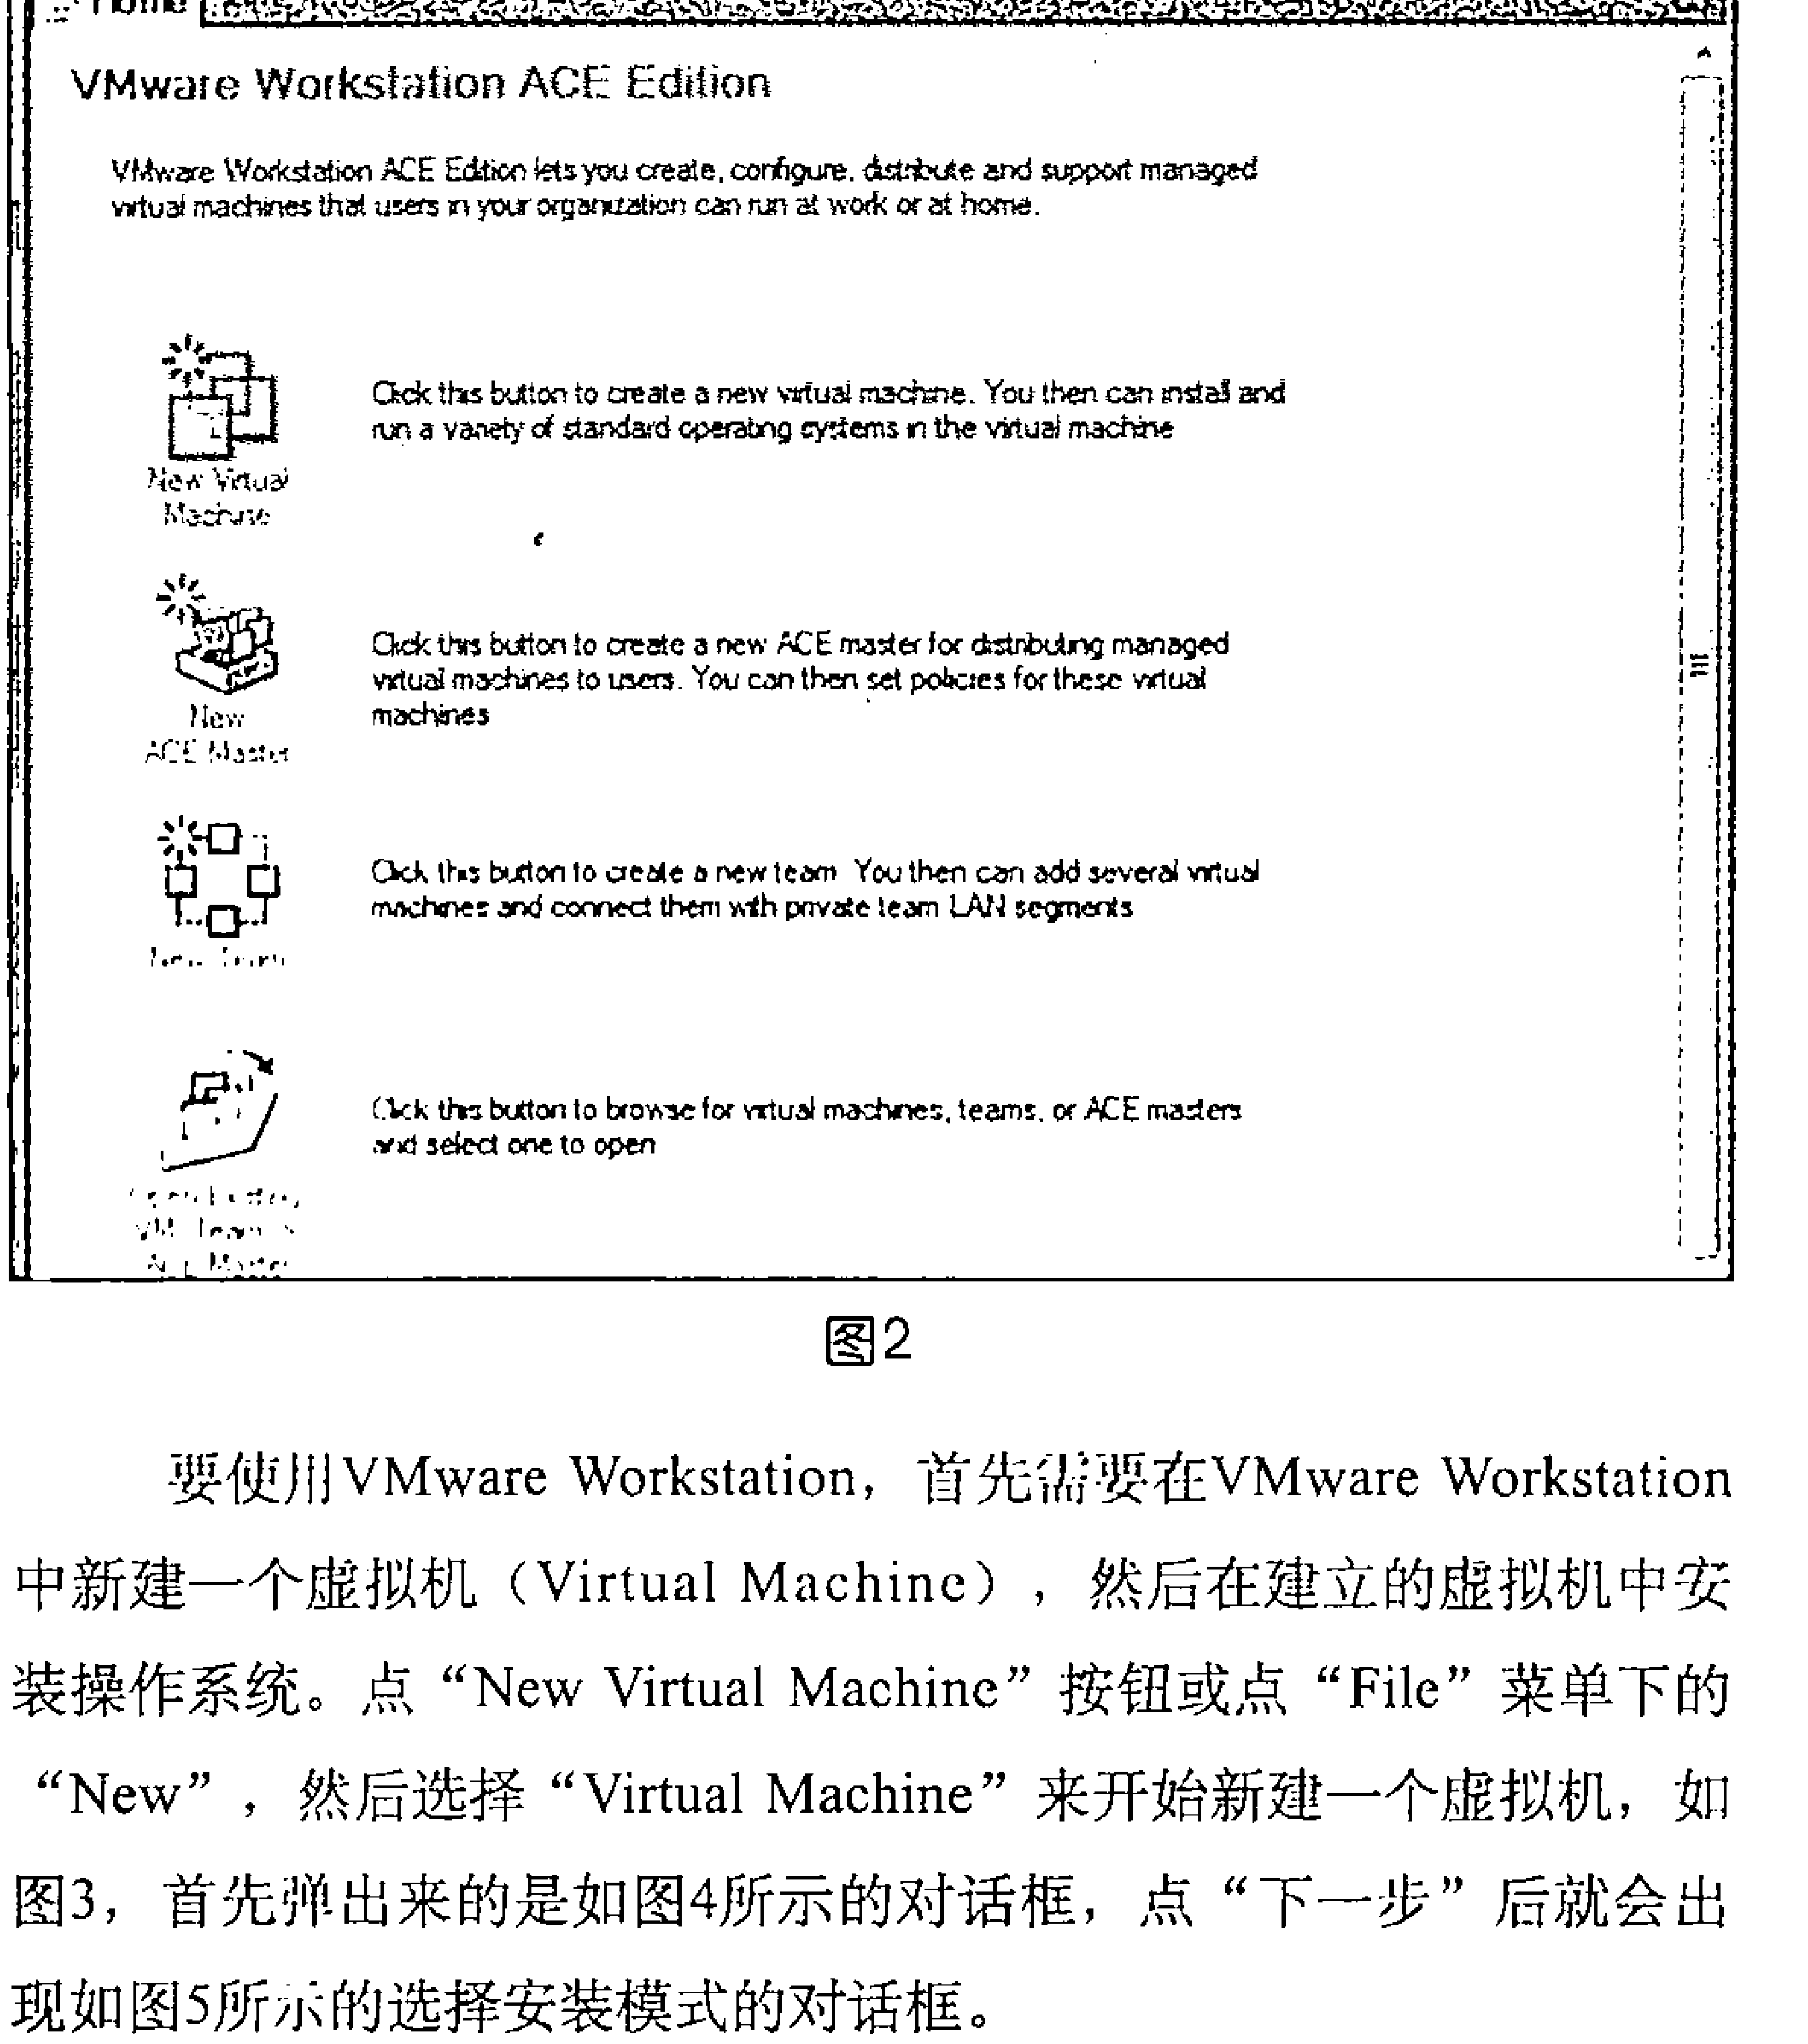 Home
VMware Workstation ACE Edition
VMware Workstation ACE Edition lets you create, configure, distribute and support managed
virtual machines that users in your organization can run at work or at home.
Click this button to create a new virtual machine. You then can install and
run a variety of standard operating systems in the virtual machine
New Virtual
Machine
Click this button to create a new ACE master for distributing managed
virtual machines to users. You can then set policies for these virtual
machines
New
ACE Master
Click this button to create a new team You then can add several virtual
machines and connect them with private team LAN segments
New Team
Click this button to browse for virtual machines, teams, or ACE masters
and select one to open
VM Team
ACE Master
图2
要使用VMware Workstation，首先需要在VMware Workstation
中新建一个虚拟机（Virtual Machine），然后在建立的虚拟机中安
装操作系统。点“New Virtual Machine”按钮或点“File”菜单下的
“New”，然后选择“Virtual Machine”来开始新建一个虚拟机，如
图3，首先弹出来的是如图4所示的对话框，点“下一步”后就会出
现如图5所示的选择安装模式的对话框。